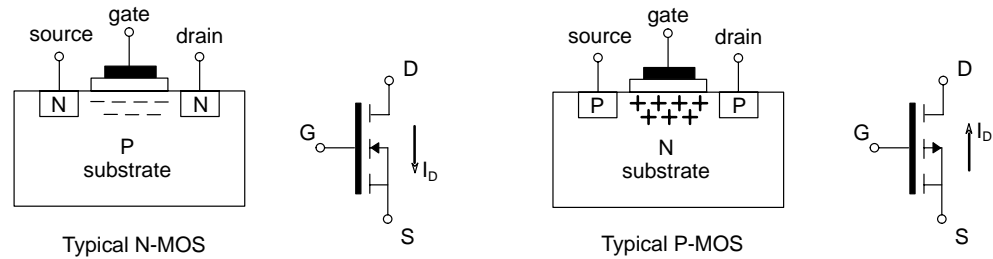 gate
source
drain
N
N
P
substrate
D
G
I_D
S
Typical N-MOS
gate
source
drain
P
P
N
substrate
D
G
I_D
S
Typical P-MOS